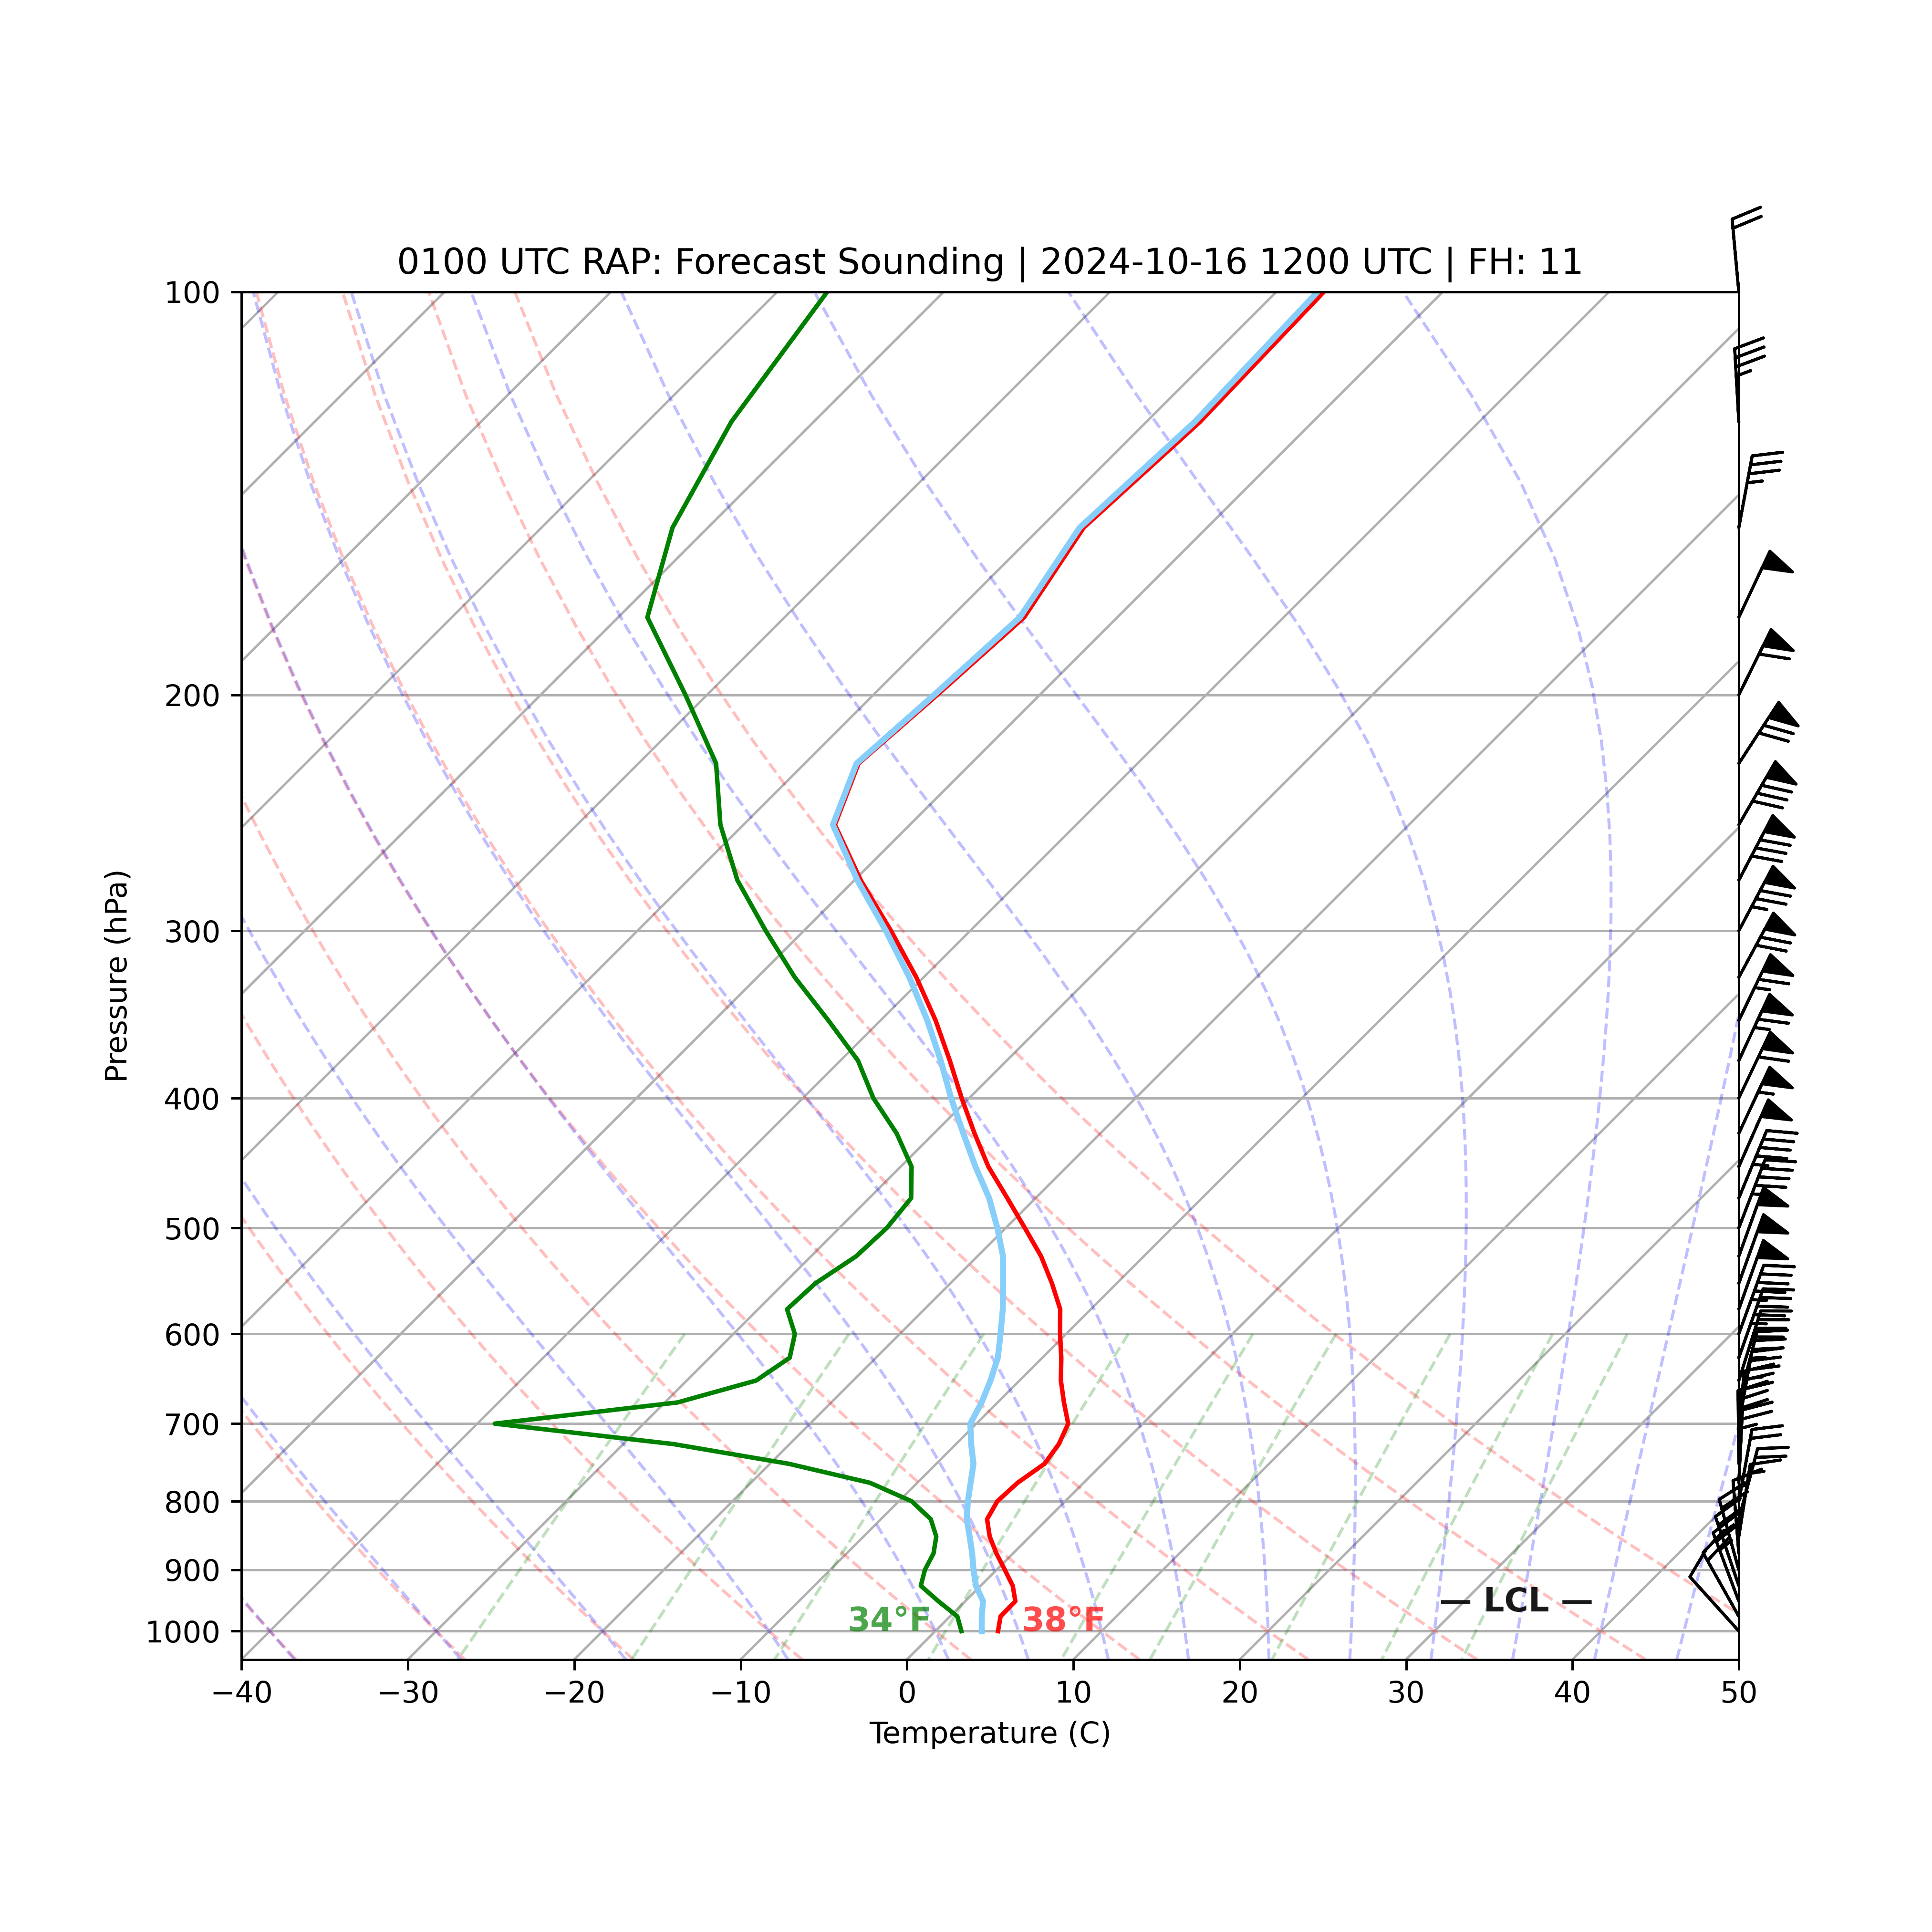 0100 UTC RAP: Forecast Sounding | 2024-10-16 1200 UTC | FH: 11
100
200
300
400
500
600
700
800
900
1000
Pressure (hPa)
34°F
38°F
— LCL —
−40 −30 −20 −10 0 10 20 30 40 50
Temperature (C)